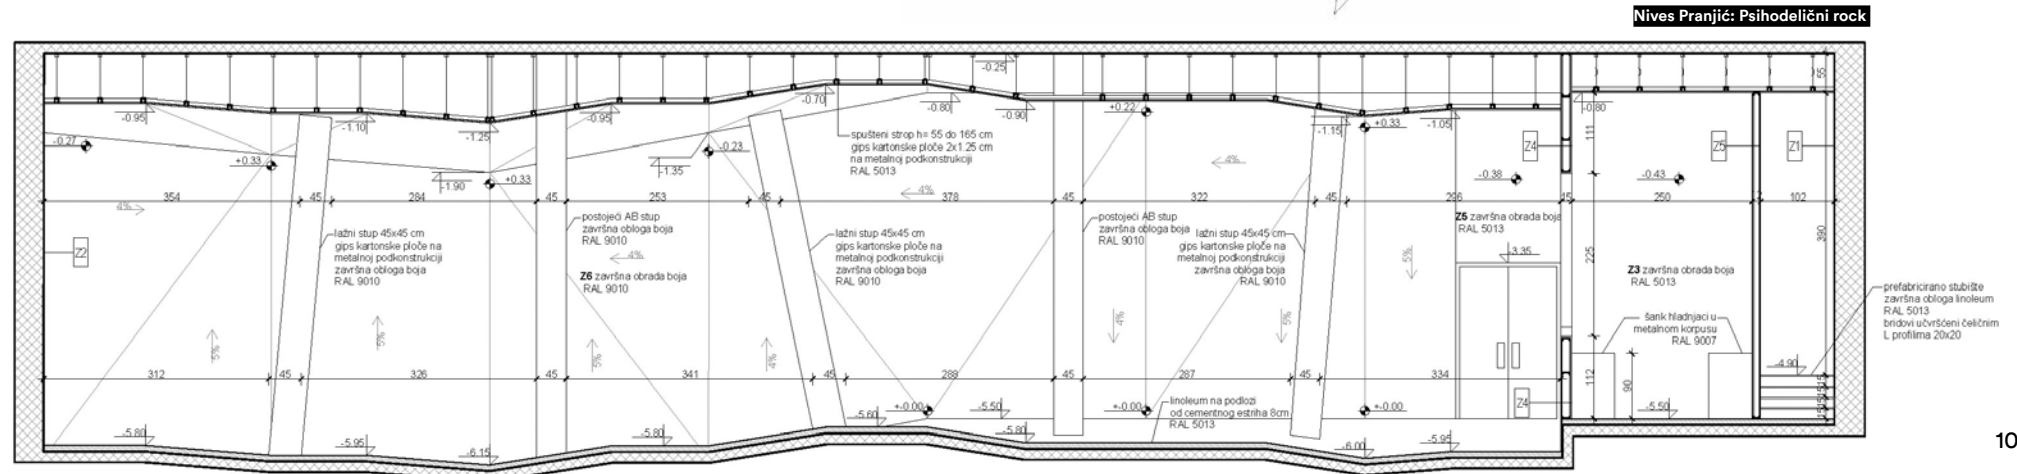 Nives Pranjić: Psihodelični rock
-0.25
55
-0.95
-1.10
-1.25
-0.95
-0.70
-0.80
-0.90
+0.22
-1.15
+0.33
-1.05
-0.80
111
-0.27
+0.33
-1.90
+0.33
-1.35
-0.23
spušteni strop h= 55 do 165 cm
gips kartonske ploče 2x1.25 cm
na metalnoj podkonstrukciji
RAL 5013
4%
Z4
Z5
Z1
-0.38
-0.43
354
45
284
45
253
45
378
45
322
45
15
250
102
4%
4%
postojeći AB stup
završna obloga boja
RAL 9010
lažni stup 45x45 cm
gips kartonske ploče na
metalnoj podkonstrukciji
završna obloga boja
RAL 9010
lažni stup 45x45 cm
gips kartonske ploče na
metalnoj podkonstrukciji
završna obloga boja
RAL 9010
postojeći AB stup
završna obloga boja
RAL 9010
lažni stup 45x45 cm
gips kartonske ploče na
metalnoj podkonstrukciji
završna obloga boja
RAL 9010
Z5 završna obrada boja
RAL 5013
390
Z2
4%
Z6 završna obrada boja
RAL 9010
5%
-3.35
225
Z3 završna obrada boja
RAL 5013
prefabricirano stubište
završna obloga linoleum
RAL 5013
bridovi učvršćeni čeličnim
L profilima 20x20
šank hladnjaci u
metalnom korpusu
RAL 9007
5%
5%
5%
4%
4%
5%
-4.90
312
45
326
45
341
45
288
45
287
45
334
112
90
15
15
15
-5.80
-5.95
-6.15
-5.80
-5.60
+-0.00
-5.50
-5.80
+-0.00
linoleum na podlozi
od cementnog estriha 8cm
RAL 5013
+-0.00
-6.00
-5.95
Z4
-5.50
10